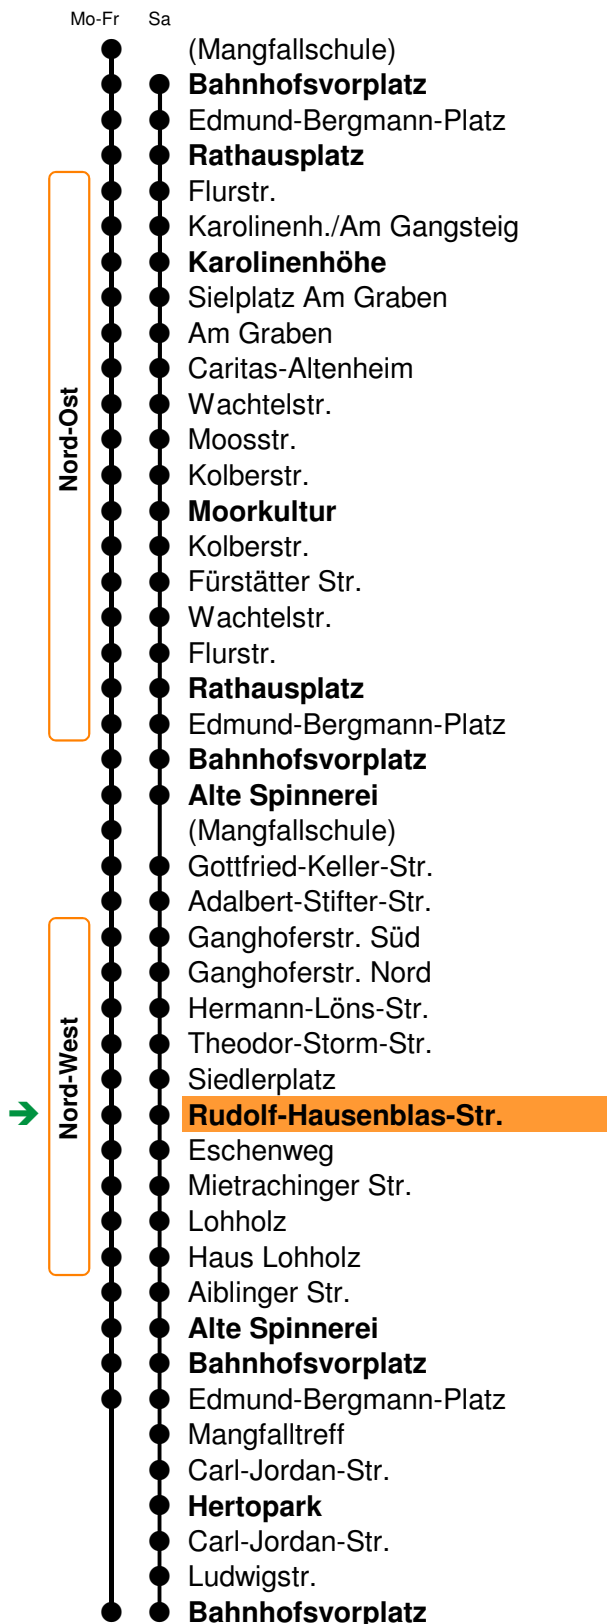 Mo-Fr Sa
(Mangfallschule)
Bahnhofsvorplatz
Edmund-Bergmann-Platz
Rathausplatz
Flurstr.
Karolinenh./Am Gangsteig
Karolinenhöhe
Sielplatz Am Graben
Am Graben
Caritas-Altenheim
Wachtelstr.
Moosstr.
Kolberstr.
Moorkultur
Kolberstr.
Fürstätter Str.
Wachtelstr.
Flurstr.
Rathausplatz
Edmund-Bergmann-Platz
Nord-Ost
Bahnhofsvorplatz
Alte Spinnerei
(Mangfallschule)
Gottfried-Keller-Str.
Adalbert-Stifter-Str.
Ganghoferstr. Süd
Ganghoferstr. Nord
Hermann-Löns-Str.
Theodor-Storm-Str.
Siedlerplatz
Rudolf-Hausenblas-Str.
Eschenweg
Mietrachinger Str.
Lohholz
Haus Lohholz
Nord-West
Aiblinger Str.
Alte Spinnerei
Bahnhofsvorplatz
Edmund-Bergmann-Platz
Mangfalltreff
Carl-Jordan-Str.
Hertopark
Carl-Jordan-Str.
Ludwigstr.
Bahnhofsvorplatz